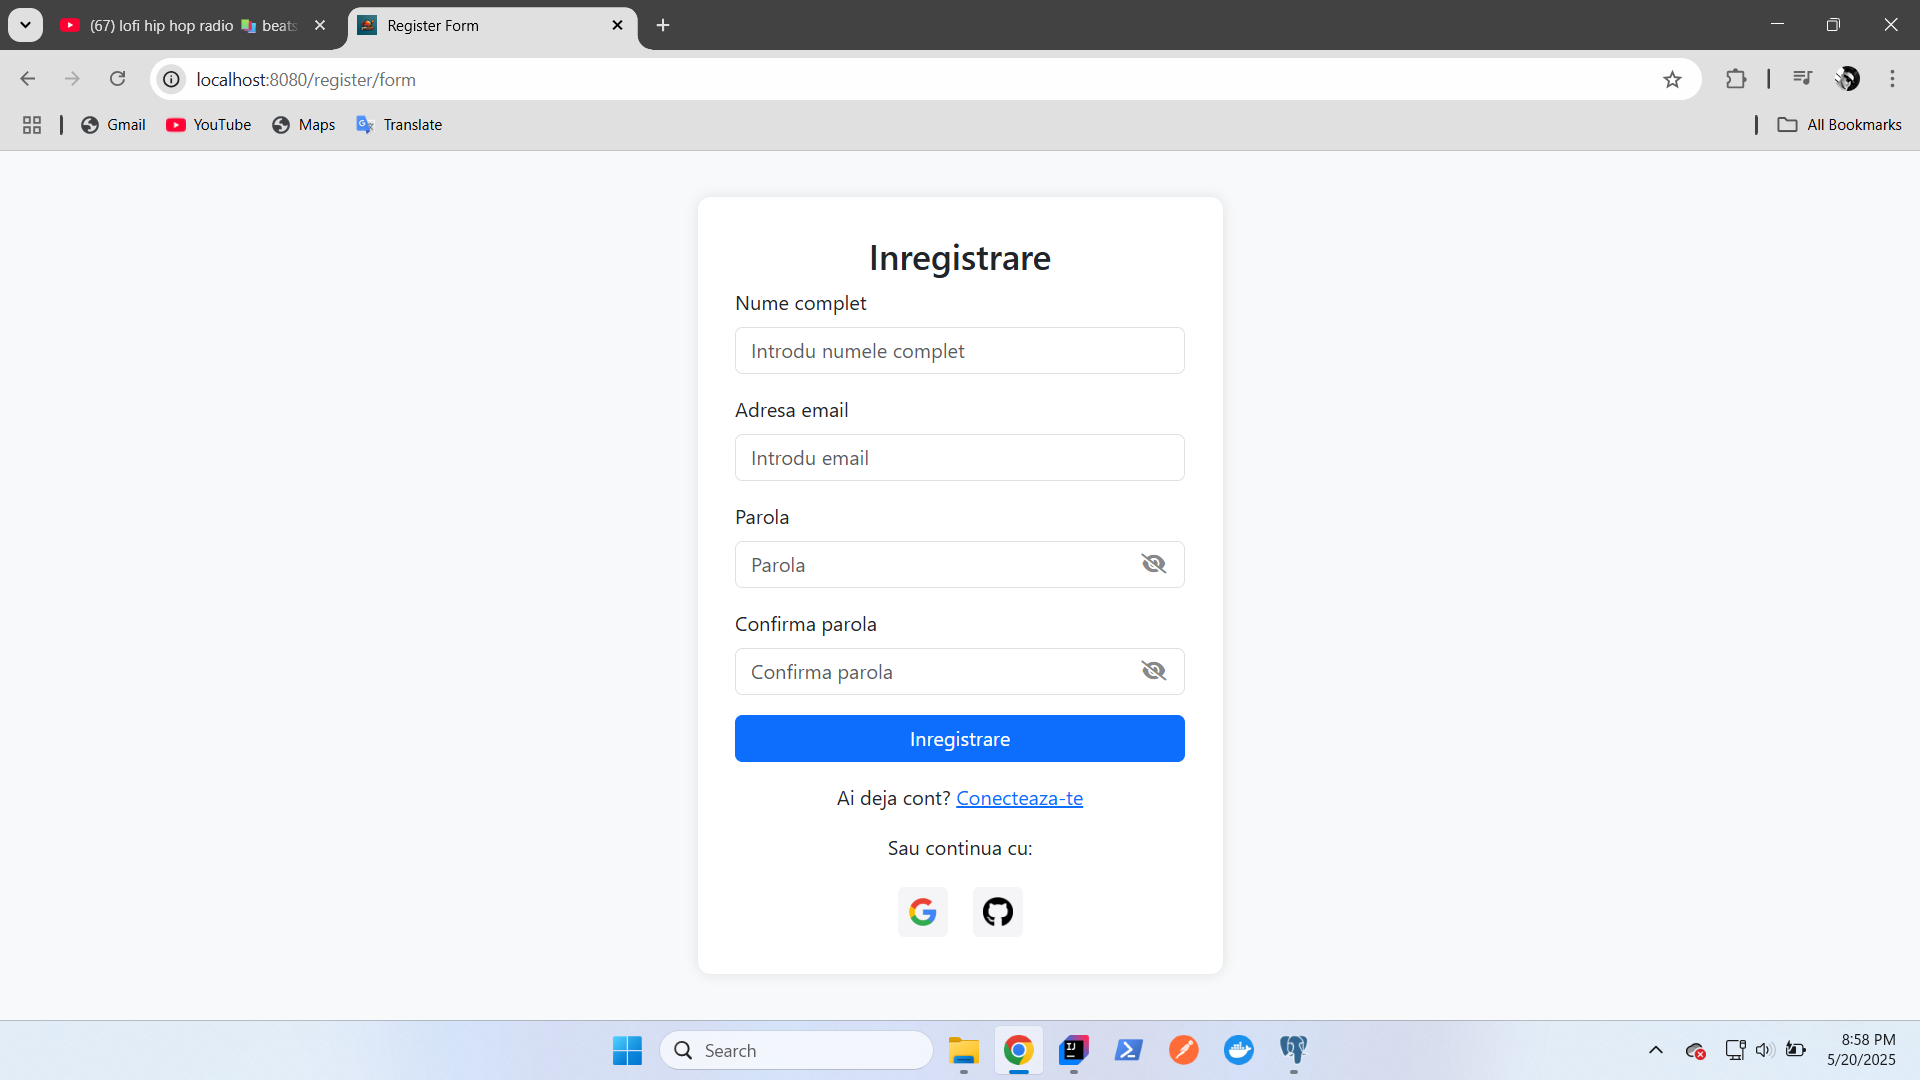 (67) lofi hip hop radio 📚 beats
Register Form
localhost:8080/register/form
Gmail
YouTube
Maps
Translate
All Bookmarks
Inregistrare
Nume complet
Introdu numele complet
Adresa email
Introdu email
Parola
Parola
Confirma parola
Confirma parola
Inregistrare
Ai deja cont? Conecteaza-te
Sau continua cu:
Search
8:58 PM
5/20/2025